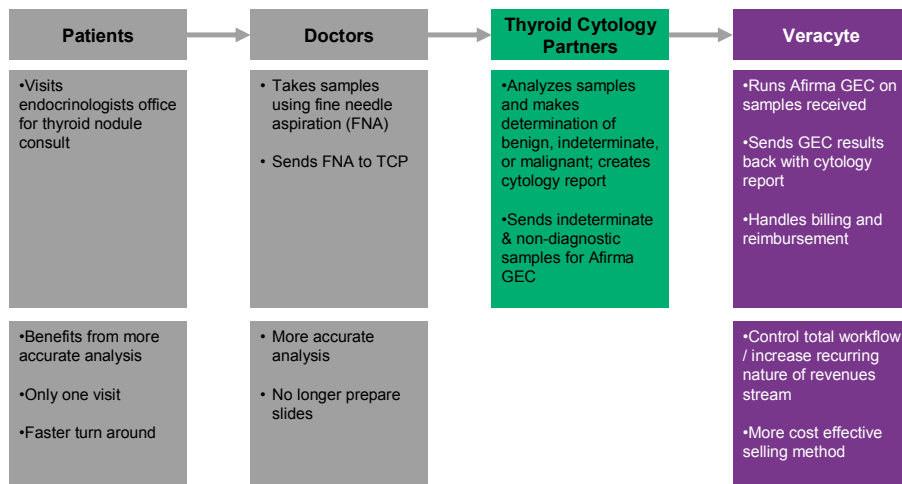 Patients
Doctors
Thyroid Cytology
Partners
Veracyte
•Visits
endocrinologists office
for thyroid nodule
consult
• Takes samples
using fine needle
aspiration (FNA)
• Sends FNA to TCP
•Analyzes samples
and makes
determination of
benign, indeterminate,
or malignant; creates
cytology report
•Sends indeterminate
& non-diagnostic
samples for Afirma
GEC
•Runs Afirma GEC on
samples received
•Sends GEC results
back with cytology
report
•Handles billing and
reimbursement
•Benefits from more
accurate analysis
•Only one visit
•Faster turn around
• More accurate
analysis
• No longer prepare
slides
•Control total workflow
/ increase recurring
nature of revenues
stream
•More cost effective
selling method